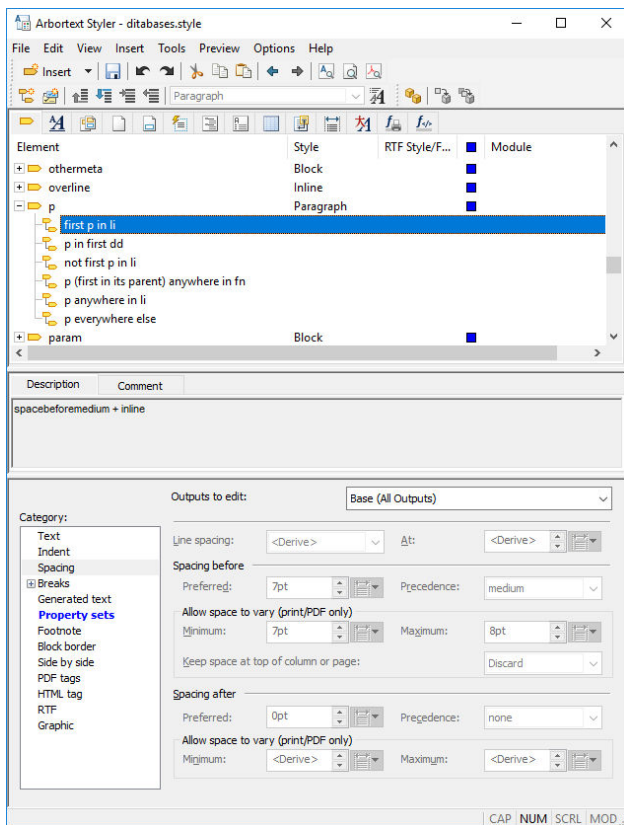 Arbortext Styler - ditabases.style
File Edit View Insert Tools Preview Options Help
Insert
Paragraph
Element Style RTF Style/F... Module
othermeta Block
overline Inline
p Paragraph
first p in li
p in first dd
not first p in li
p (first in its parent) anywhere in fn
p anywhere in li
p everywhere else
param Block
Description Comment
spacebeforemedium + inline
Outputs to edit: Base (All Outputs)
Category:
Text
Indent
Spacing
Breaks
Generated text
Property sets
Footnote
Block border
Side by side
PDF tags
HTML tag
RTF
Graphic
Line spacing: <Derive> At: <Derive>
Spacing before
Preferred: 7pt Precedence: medium
Allow space to vary (print/PDF only)
Minimum: 7pt Maximum: 8pt
Keep space at top of column or page: Discard
Spacing after
Preferred: 0pt Precedence: none
Allow space to vary (print/PDF only)
Minimum: <Derive> Maximum: <Derive>
CAP NUM SCRL MOD